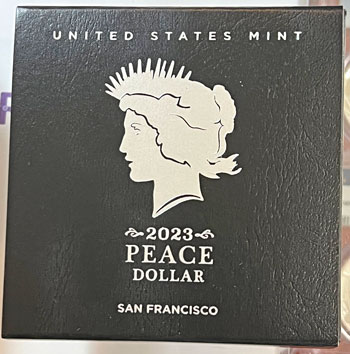 UNITED STATES MINT
2023
PEACE
DOLLAR
SAN FRANCISCO